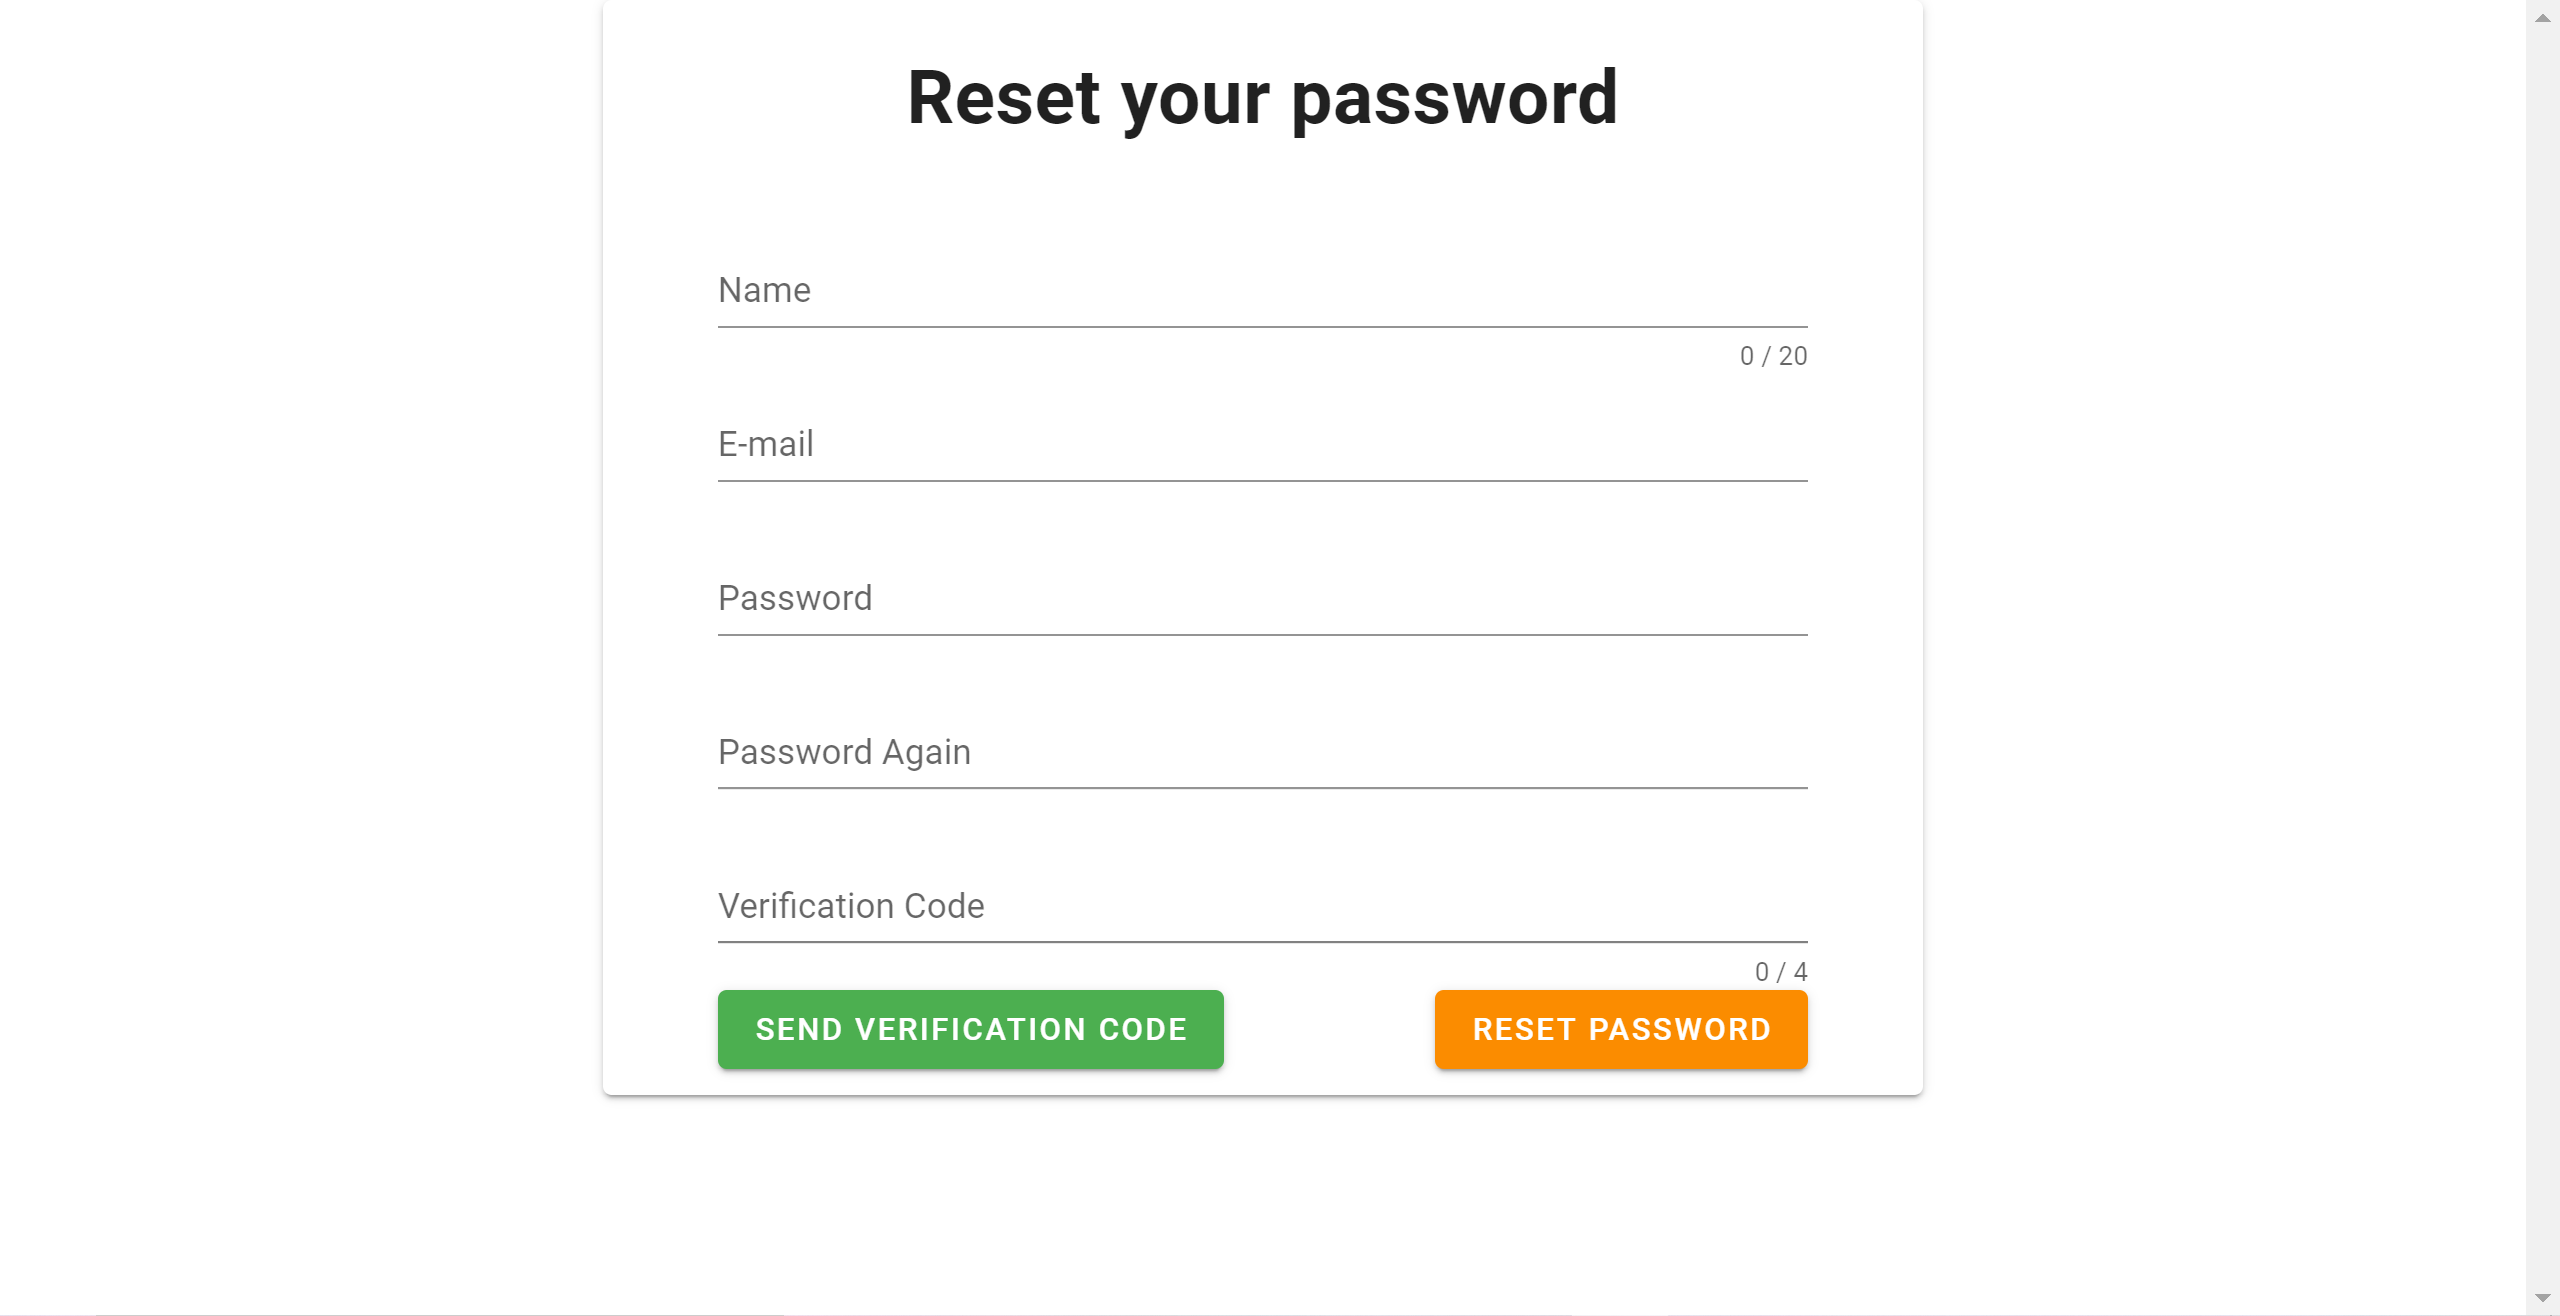 Reset your password
Name
0 / 20
E-mail
Password
Password Again
Verification Code
0 / 4
SEND VERIFICATION CODE
RESET PASSWORD